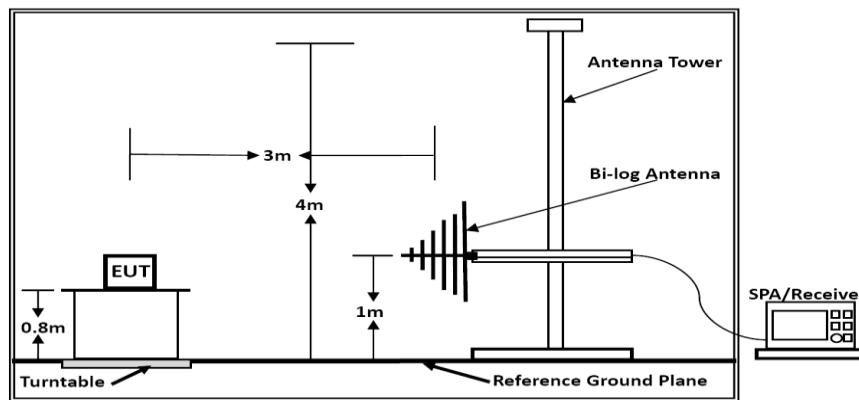 Antenna Tower
3m
Bi-log Antenna
4m
EUT
1m
0.8m
SPA/Receive
Turntable
Reference Ground Plane